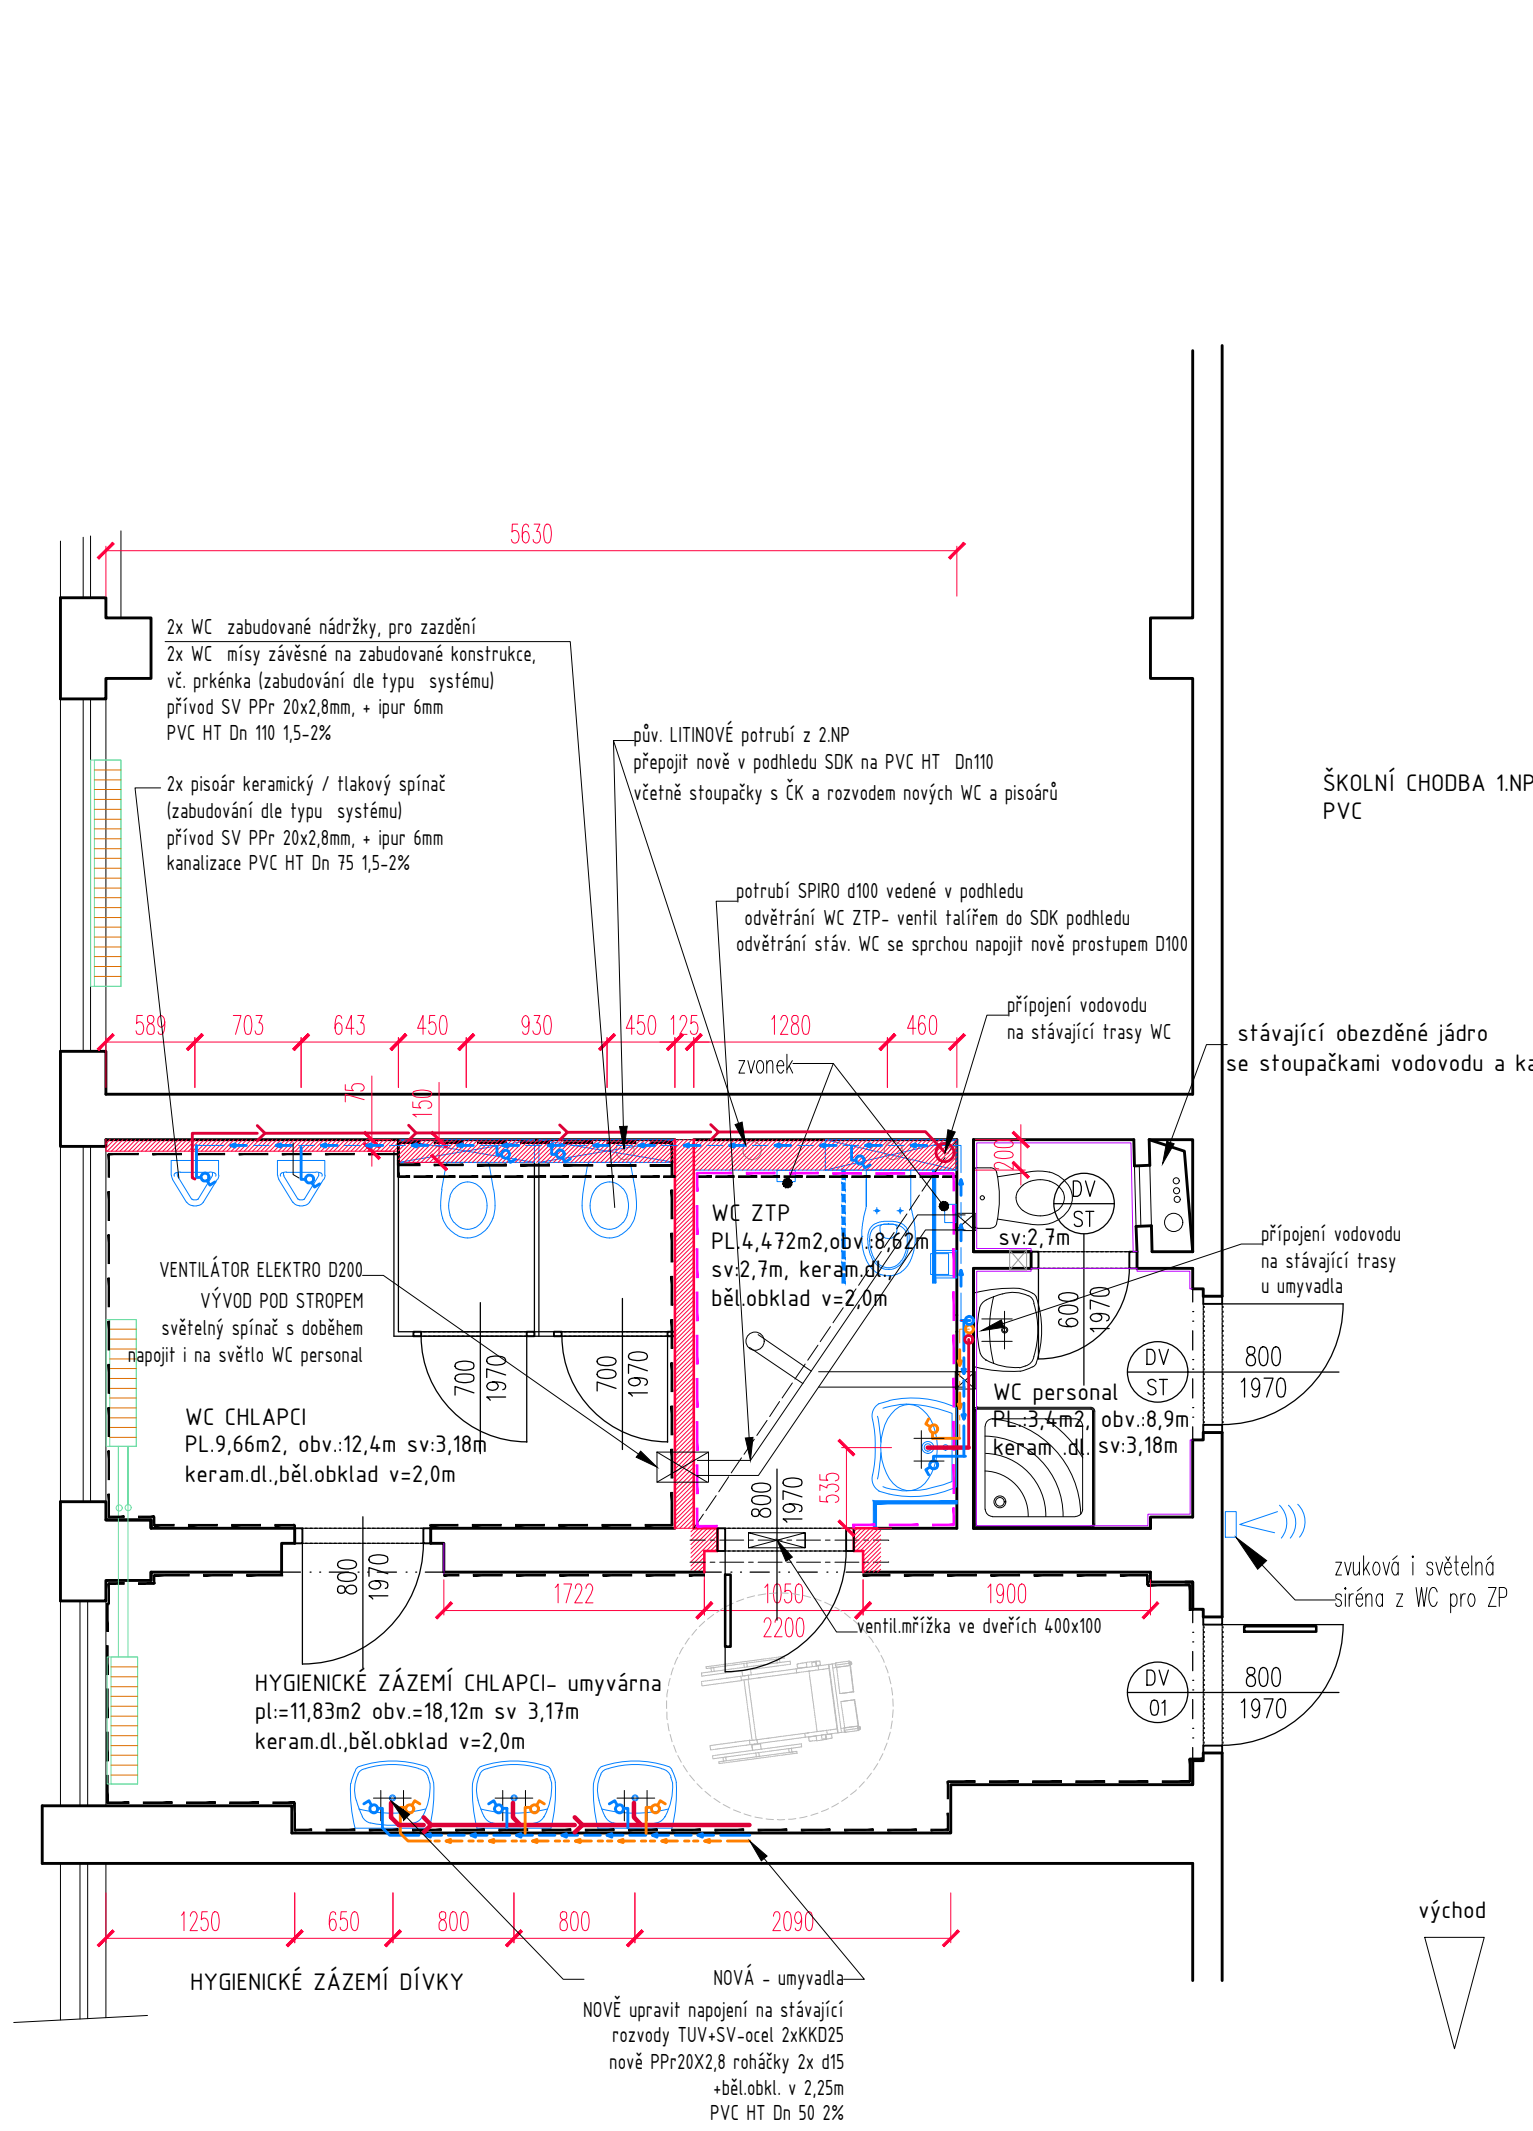 5630
2x WC zabudované nádržky, pro zazdění
2x WC mísy závěsné na zabudované konstrukce,
vč. prkénka (zabudování dle typu systému)
přívod SV PPr 20x2,8mm, + ipur 6mm
PVC HT Dn 110 1,5-2%
2x pisoár keramický / tlakový spínač
(zabudování dle typu systému)
přívod SV PPr 20x2,8mm, + ipur 6mm
kanalizace PVC HT Dn 75 1,5-2%
pův. LITINOVÉ potrubí z 2.NP
přepojit nově v podhledu SDK na PVC HT Dn110
včetně stoupačky s ČK a rozvodem nových WC a pisoárů
ŠKOLNÍ CHODBA 1.NP
PVC
potrubí SPIRO d100 vedené v podhledu
odvětrání WC ZTP- ventil talířem do SDK podhledu
odvětrání stáv. WC se sprchou napojit nově prostupem D100
přípojení vodovodu
na stávající trasy WC
stávající obezděné jádro
se stoupačkami vodovodu a ka
589 703 643 450 930 450 125 1280 460
zvonek
75
150
200
DV
ST
WC ZTP
PL.4,472m2,obv.:8,62m
sv:2,7m, keram.dl.,
běl.obklad v=2,0m
sv:2,7m
přípojení vodovodu
na stávající trasy
u umyvadla
VENTILÁTOR ELEKTRO D200
VÝVOD POD STROPEM
světelný spínač s doběhem
napojit i na světlo WC personal
600
1970
700
1970
700
1970
DV
ST
800
1970
WC personal
PL.:3,4m2, obv.:8,9m
keram .dl. sv:3,18m
WC CHLAPCI
PL.9,66m2, obv.:12,4m sv:3,18m
keram.dl.,běl.obklad v=2,0m
535
800
1970
800
1970
zvuková i světelná
siréna z WC pro ZP
1722 1050 1900
2200
ventil.mřížka ve dveřích 400x100
HYGIENICKÉ ZÁZEMÍ CHLAPCI- umyvárna
pl:=11,83m2 obv.=18,12m sv 3,17m
keram.dl.,běl.obklad v=2,0m
DV
01
800
1970
1250 650 800 800 2090
východ
HYGIENICKÉ ZÁZEMÍ DÍVKY
NOVÁ - umyvadla
NOVĚ upravit napojení na stávající
rozvody TUV+SV-ocel 2xKKD25
nově PPr20X2,8 roháčky 2x d15
+běl.obkl. v 2,25m
PVC HT Dn 50 2%